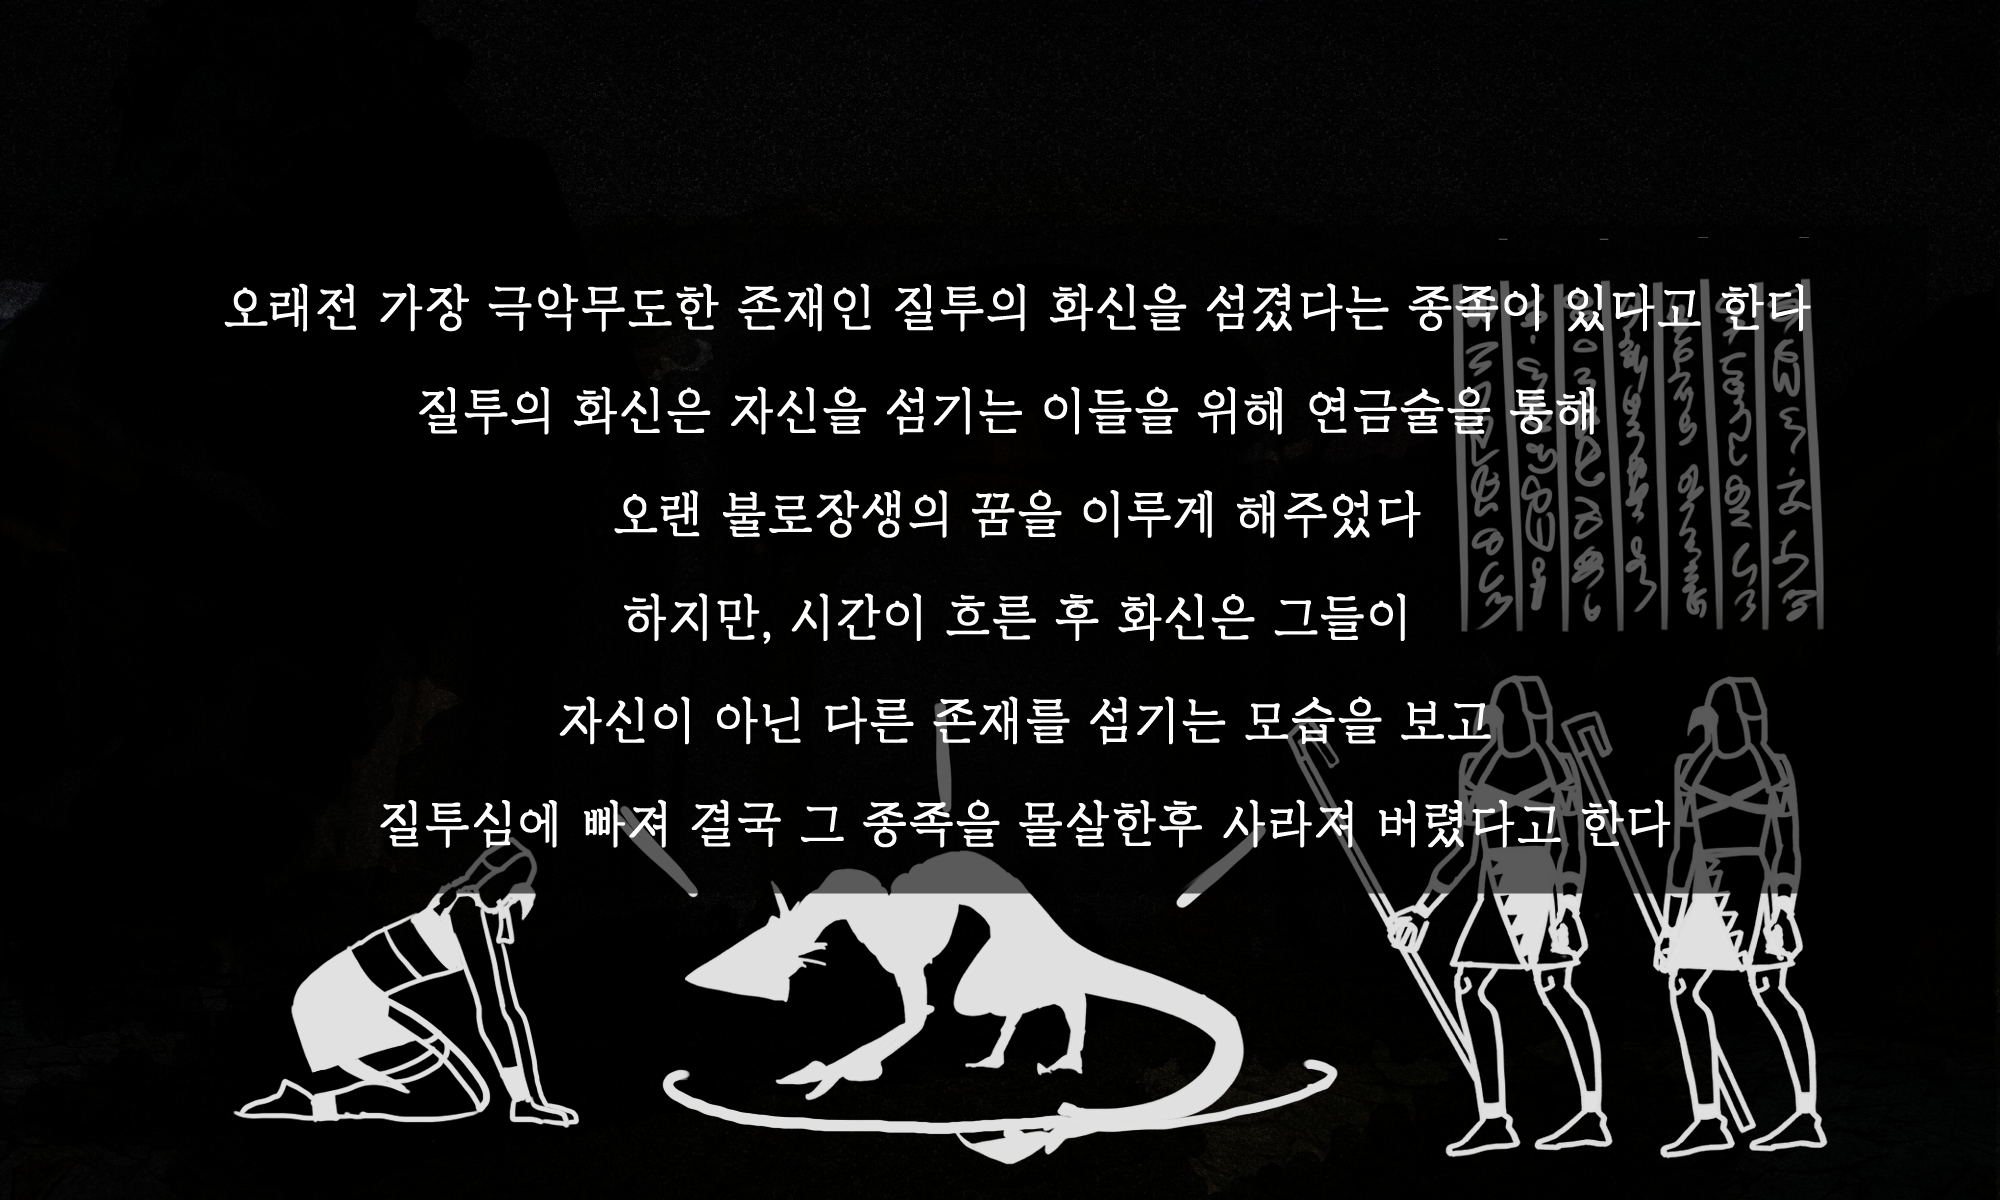 오래전 가장 극악무도한 존재인 질투의 화신을 섬겼다는 종족이 있다고 한다
질투의 화신은 자신을 섬기는 이들을 위해 연금술을 통해
오랜 불로장생의 꿈을 이루게 해주었다
하지만, 시간이 흐른 후 화신은 그들이
자신이 아닌 다른 존재를 섬기는 모습을 보고
질투심에 빠져 결국 그 종족을 몰살한후 사라져 버렸다고 한다